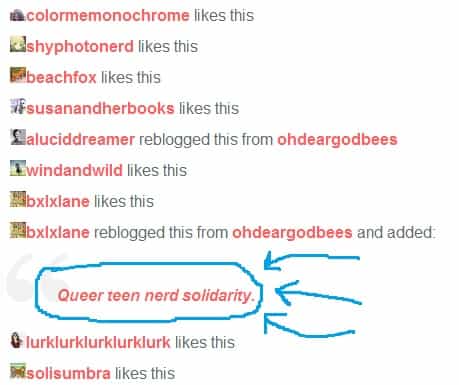 colormemonochrome likes this
shyphotonerd likes this
beachfox likes this
susanandherbooks likes this
aluciddreamer reblogged this from ohdeargodbees
windandwild likes this
bxlxlane likes this
bxlxlane reblogged this from ohdeargodbees and added:
Queer teen nerd solidarity.
lurklurklurklurklurk likes this
solisumbra likes this